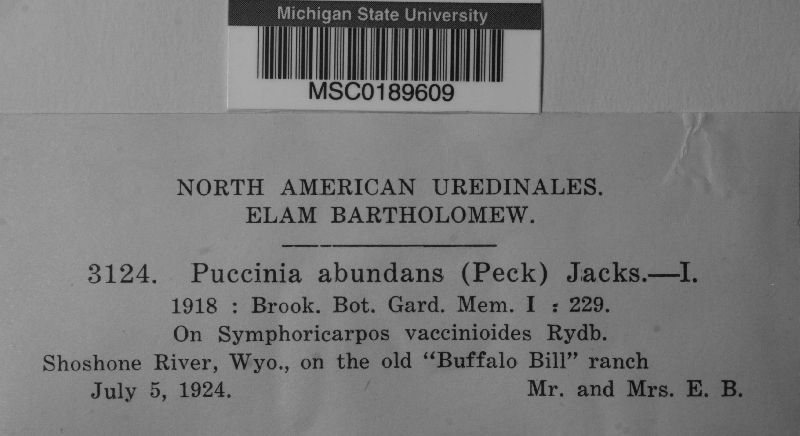 Michigan State University
MSC0189609
NORTH AMERICAN UREDINALES.
ELAM BARTHOLOMEW.
3124. Puccinia abundans (Peck) Jacks.—I.
1918 : Brook. Bot. Gard. Mem. I : 229.
On Symphoricarpos vaccinioides Rydb.
Shoshone River, Wyo., on the old “Buffalo Bill” ranch
July 5, 1924. Mr. and Mrs. E. B.